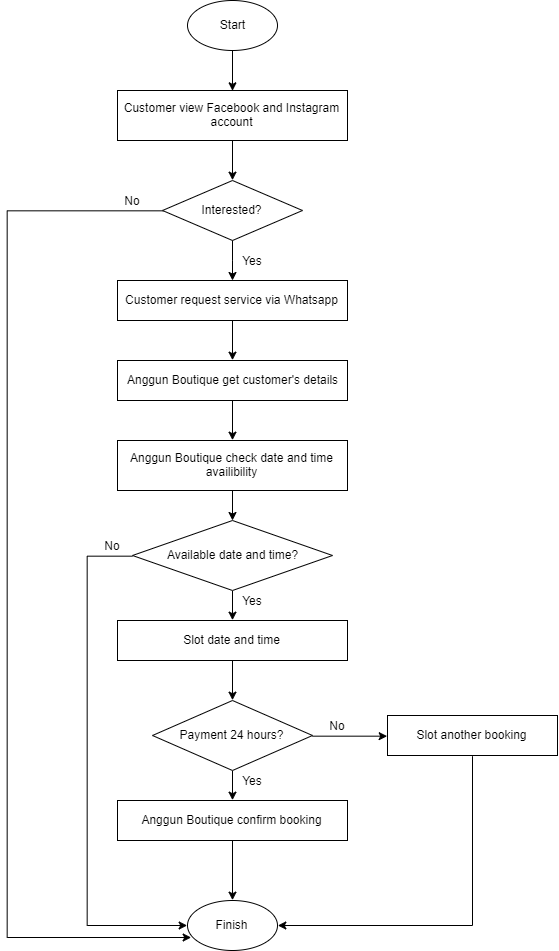 Start
Customer view Facebook and Instagram
account
No
Interested?
Yes
Customer request service via Whatsapp
Anggun Boutique get customer's details
Anggun Boutique check date and time
availibility
No
Available date and time?
Yes
Slot date and time
Payment 24 hours?
No
Slot another booking
Yes
Anggun Boutique confirm booking
Finish